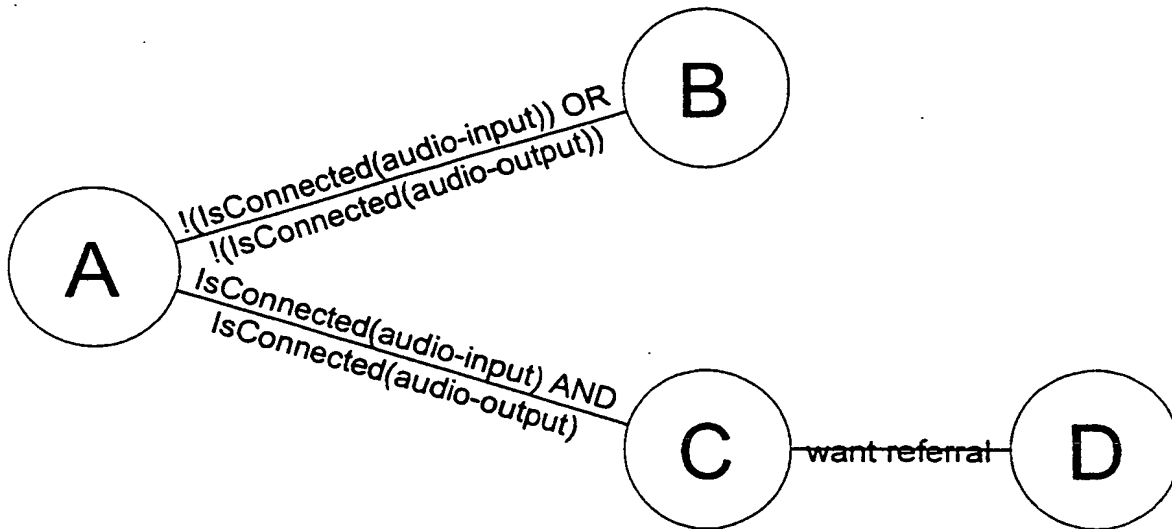 B
!(IsConnected(audio-input)) OR
!(IsConnected(audio-output))
A
IsConnected(audio-input) AND
IsConnected(audio-output)
C
want referral
D